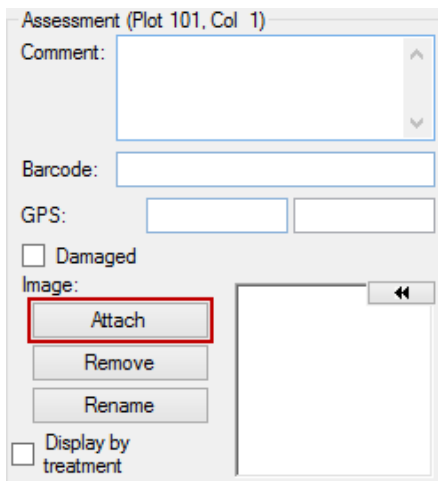 Assessment (Plot 101, Col 1)
Comment:
Barcode:
GPS:
Damaged
Image:
Attach
Remove
Rename
Display by
treatment